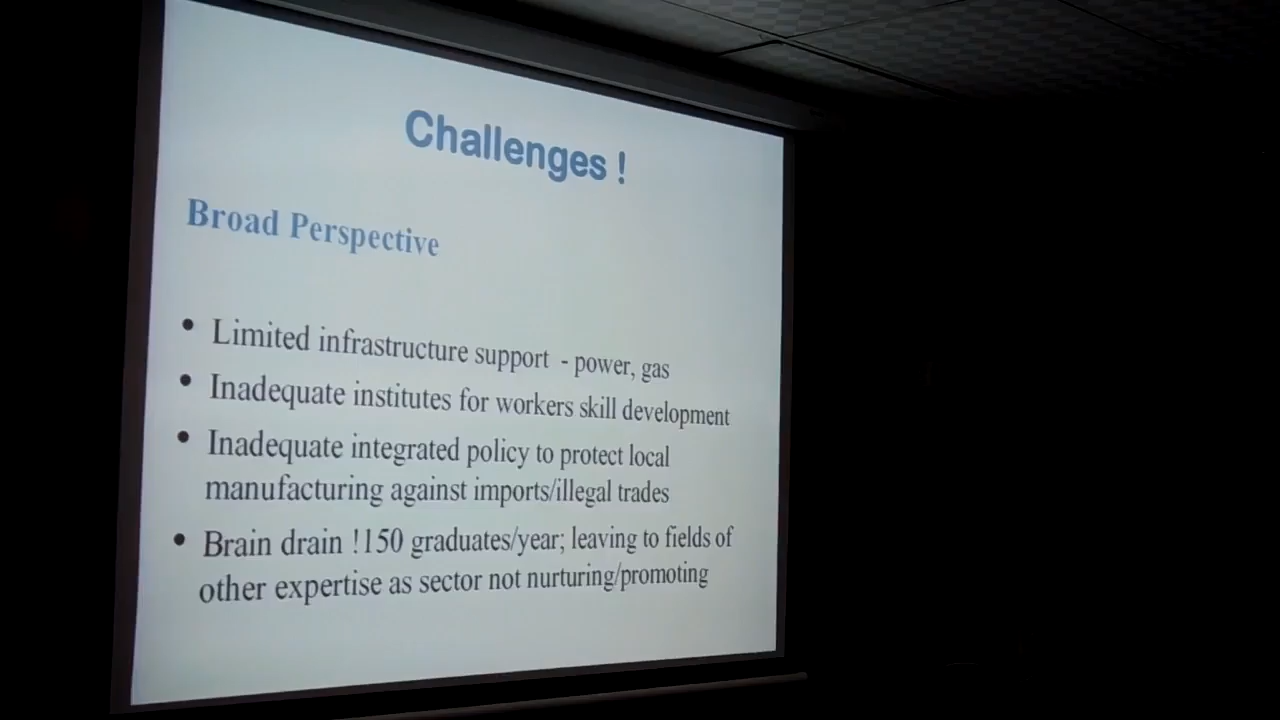 Challenges !
Broad Perspective
• Limited infrastructure support - power, gas
• Inadequate institutes for workers skill development
• Inadequate integrated policy to protect local
manufacturing against imports/illegal trades
• Brain drain !150 graduates/year; leaving to fields of
other expertise as sector not nurturing/promoting